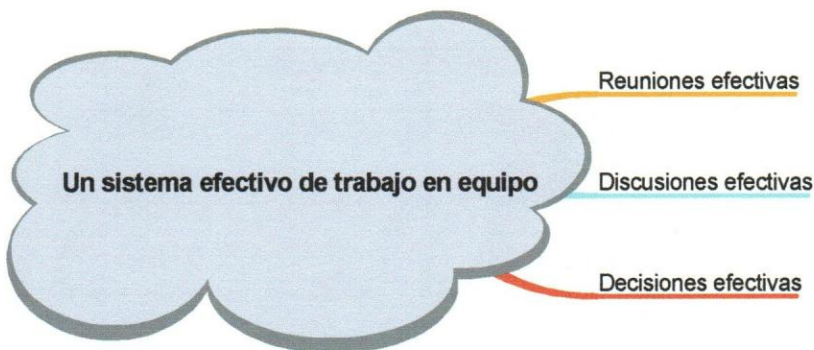 Un sistema efectivo de trabajo en equipo
Reuniones efectivas
Discusiones efectivas
Decisiones efectivas